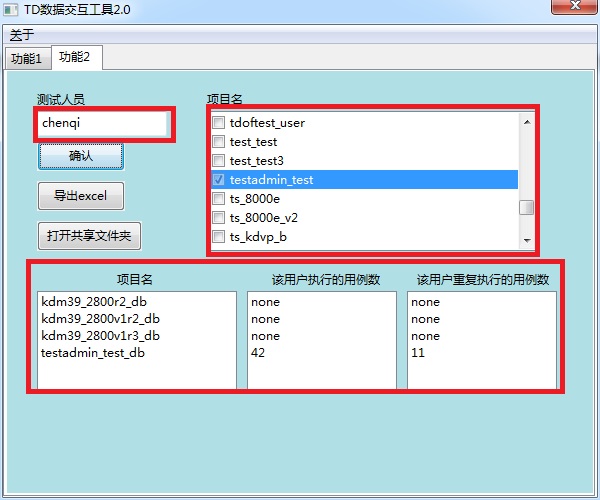 TD数据交互工具2.0
关于
功能1 功能2
测试人员
chenqi
确认
导出excel
打开共享文件夹
项目名
tdoftest_user
test_test
test_test3
testadmin_test
ts_8000e
ts_8000e_v2
ts_kdvp_b
项目名 该用户执行的用例数 该用户重复执行的用例数
kdm39_2800r2_db none none
kdm39_2800v1r2_db none none
kdm39_2800v1r3_db none none
testadmin_test_db 42 11